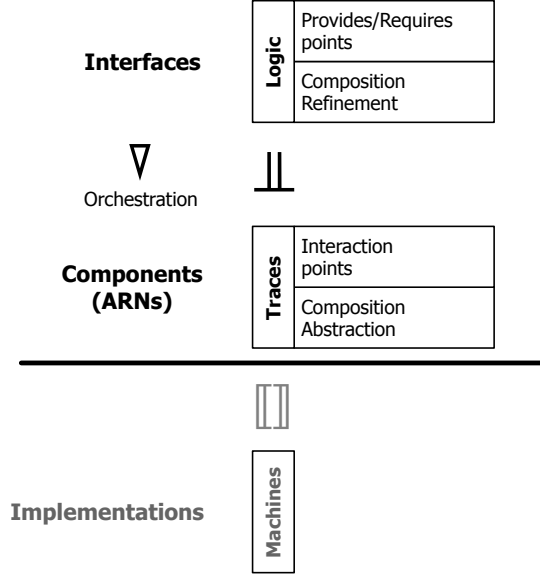 Interfaces
Logic
Provides/Requires
points
Composition
Refinement
Orchestration
Components
(ARNs)
Traces
Interaction
points
Composition
Abstraction
Implementations
Machines